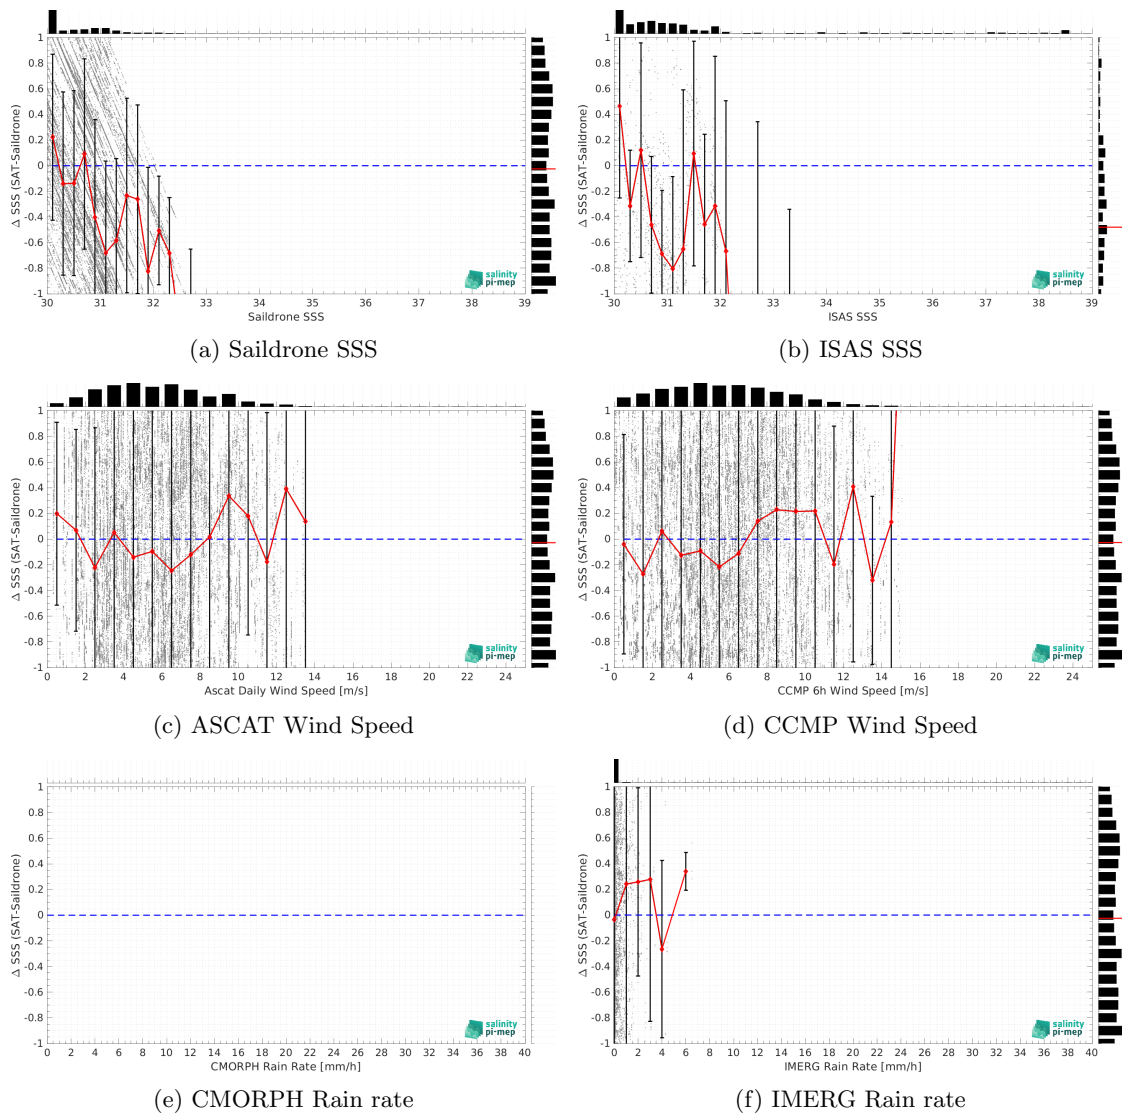 1
0.8
0.6
0.4
0.2
0
-0.2
-0.4
-0.6
-0.8
-1
Δ SSS (SAT-Saildrone)
30 31 32 33 34 35 36 37 38 39
Saildrone SSS
salinity
pi-mep
(a) Saildrone SSS
1
0.8
0.6
0.4
0.2
0
-0.2
-0.4
-0.6
-0.8
-1
Δ SSS (SAT-Saildrone)
30 31 32 33 34 35 36 37 38 39
ISAS SSS
salinity
pi-mep
(b) ISAS SSS
1
0.8
0.6
0.4
0.2
0
-0.2
-0.4
-0.6
-0.8
-1
Δ SSS (SAT-Saildrone)
0 2 4 6 8 10 12 14 16 18 20 22 24
Ascat Daily Wind Speed [m/s]
salinity
pi-mep
(c) ASCAT Wind Speed
1
0.8
0.6
0.4
0.2
0
-0.2
-0.4
-0.6
-0.8
-1
Δ SSS (SAT-Saildrone)
0 2 4 6 8 10 12 14 16 18 20 22 24
CCMP 6h Wind Speed [m/s]
salinity
pi-mep
(d) CCMP Wind Speed
1
0.8
0.6
0.4
0.2
0
-0.2
-0.4
-0.6
-0.8
-1
Δ SSS (SAT-Saildrone)
0 2 4 6 8 10 12 14 16 18 20 22 24 26 28 30 32 34 36 38 40
CMORPH Rain Rate [mm/h]
salinity
pi-mep
(e) CMORPH Rain rate
1
0.8
0.6
0.4
0.2
0
-0.2
-0.4
-0.6
-0.8
-1
Δ SSS (SAT-Saildrone)
0 2 4 6 8 10 12 14 16 18 20 22 24 26 28 30 32 34 36 38 40
IMERG Rain Rate [mm/h]
salinity
pi-mep
(f) IMERG Rain rate